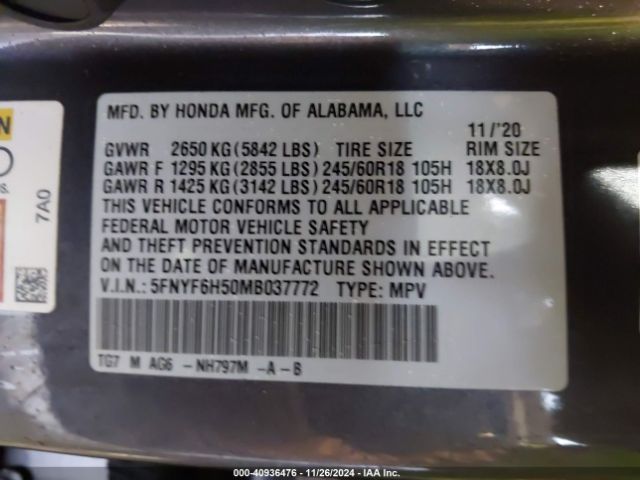 MFD. BY HONDA MFG. OF ALABAMA, LLC
11/'20
GVWR 2650 KG (5842 LBS) TIRE SIZE RIM SIZE
GAWR F 1295 KG (2855 LBS) 245/60R18 105H 18X8.0J
GAWR R 1425 KG (3142 LBS) 245/60R18 105H 18X8.0J
THIS VEHICLE CONFORMS TO ALL APPLICABLE
FEDERAL MOTOR VEHICLE SAFETY
AND THEFT PREVENTION STANDARDS IN EFFECT
ON THE DATE OF MANUFACTURE SHOWN ABOVE.
V.I.N.: 5FNYF6H50MB037772 TYPE: MPV
TG7 M AG6 -NH797M -A-B
7A0
000-40936476 - 11/26/2024 - IAA Inc.